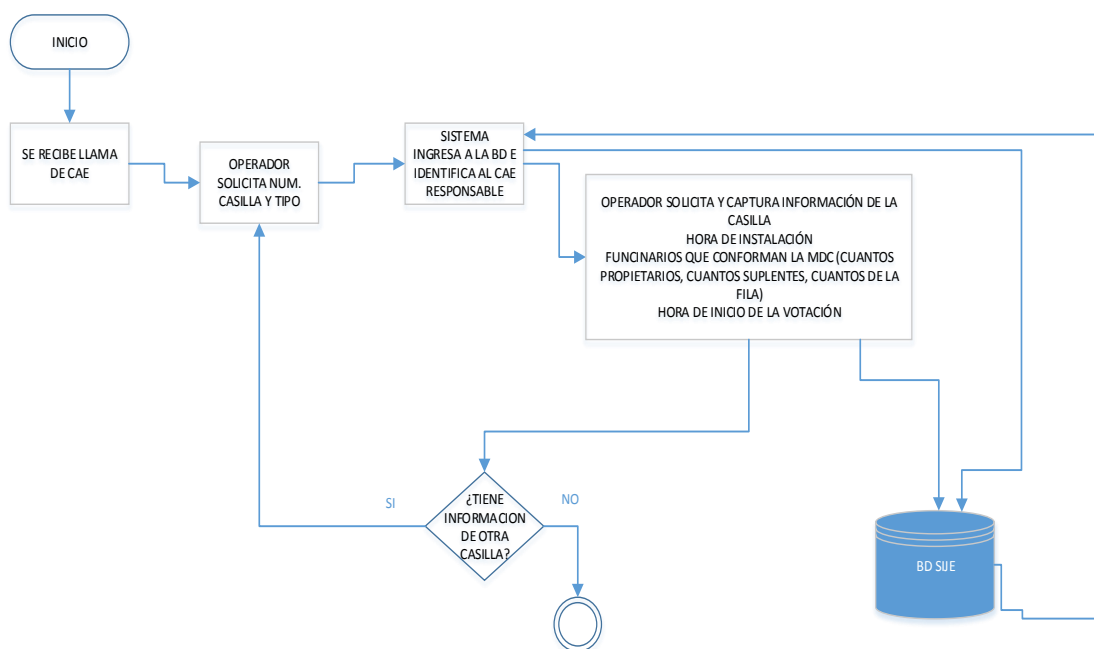 INICIO
SE RECIBE LLAMA
DE CAE
OPERADOR
SOLICITA NUM.
CASILLA Y TIPO
SISTEMA
INGRESA A LA BD E
IDENTIFICA AL CAE
RESPONSABLE
OPERADOR SOLICITA Y CAPTURA INFORMACIÓN DE LA
CASILLA
HORA DE INSTALACIÓN
FUNCINARIOS QUE CONFORMAN LA MDC (CUANTOS
PROPIETARIOS, CUANTOS SUPLENTES, CUANTOS DE LA
FILA)
HORA DE INICIO DE LA VOTACIÓN
SI
¿TIENE
INFORMACION
DE OTRA
CASILLA?
NO
BD SIJE